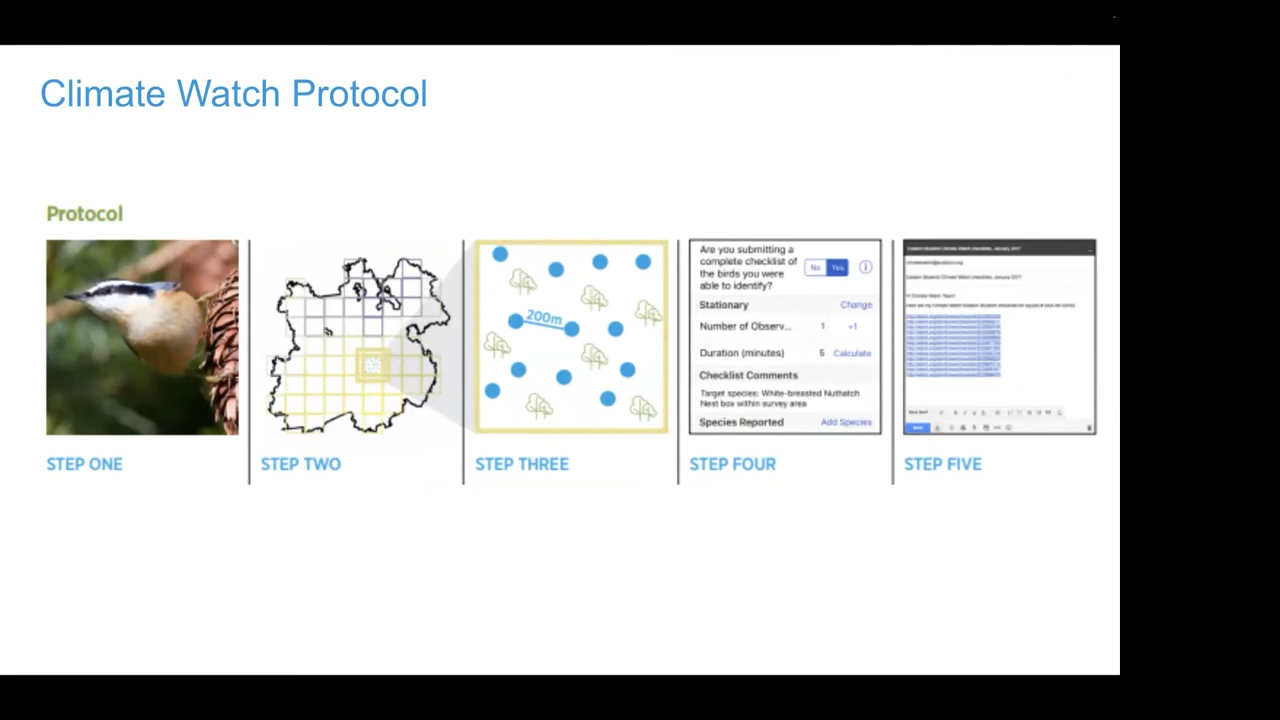 Climate Watch Protocol
Protocol
200m
Are you submitting a
complete checklist of
the birds you were
able to identify?
No Yes
Stationary Change
Number of Observ... 1 +1
Duration (minutes) 5 Calculate
Checklist Comments
Target species: White-breasted Nuthatch
Nest box within survey area
Species Reported Add Species
STEP ONE
STEP TWO
STEP THREE
STEP FOUR
STEP FIVE